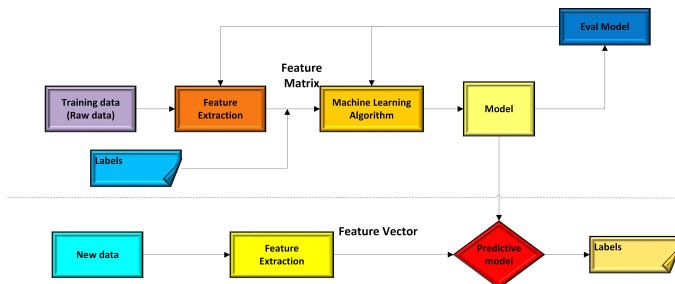 Eval Model
Feature
Matrix
Training data
(Raw data)
Feature
Extraction
Machine Learning
Algorithm
Model
Labels
Feature Vector
New data
Feature
Extraction
Predictive
model
Labels